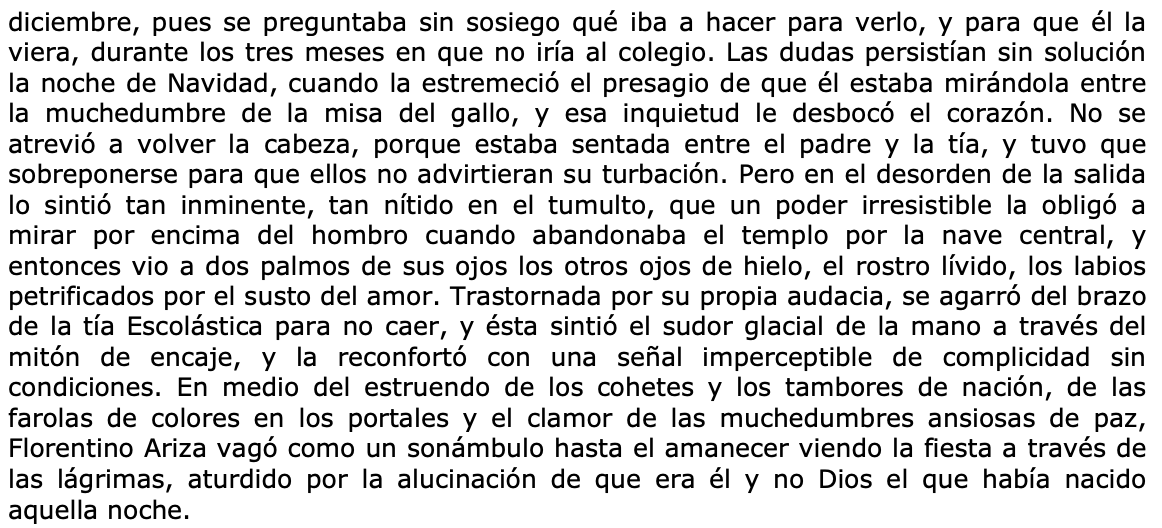 diciembre, pues se preguntaba sin sosiego qué iba a hacer para verlo, y para que él la
viera, durante los tres meses en que no iría al colegio. Las dudas persistían sin solución
la noche de Navidad, cuando la estremeció el presagio de que él estaba mirándola entre
la muchedumbre de la misa del gallo, y esa inquietud le desbocó el corazón. No se
atrevió a volver la cabeza, porque estaba sentada entre el padre y la tía, y tuvo que
sobreponerse para que ellos no advirtieran su turbación. Pero en el desorden de la salida
lo sintió tan inminente, tan nítido en el tumulto, que un poder irresistible la obligó a
mirar por encima del hombro cuando abandonaba el templo por la nave central, y
entonces vio a dos palmos de sus ojos los otros ojos de hielo, el rostro lívido, los labios
petrificados por el susto del amor. Trastornada por su propia audacia, se agarró del brazo
de la tía Escolástica para no caer, y ésta sintió el sudor glacial de la mano a través del
mitón de encaje, y la reconfortó con una señal imperceptible de complicidad sin
condiciones. En medio del estruendo de los cohetes y los tambores de nación, de las
farolas de colores en los portales y el clamor de las muchedumbres ansiosas de paz,
Florentino Ariza vagó como un sonámbulo hasta el amanecer viendo la fiesta a través de
las lágrimas, aturdido por la alucinación de que era él y no Dios el que había nacido
aquella noche.